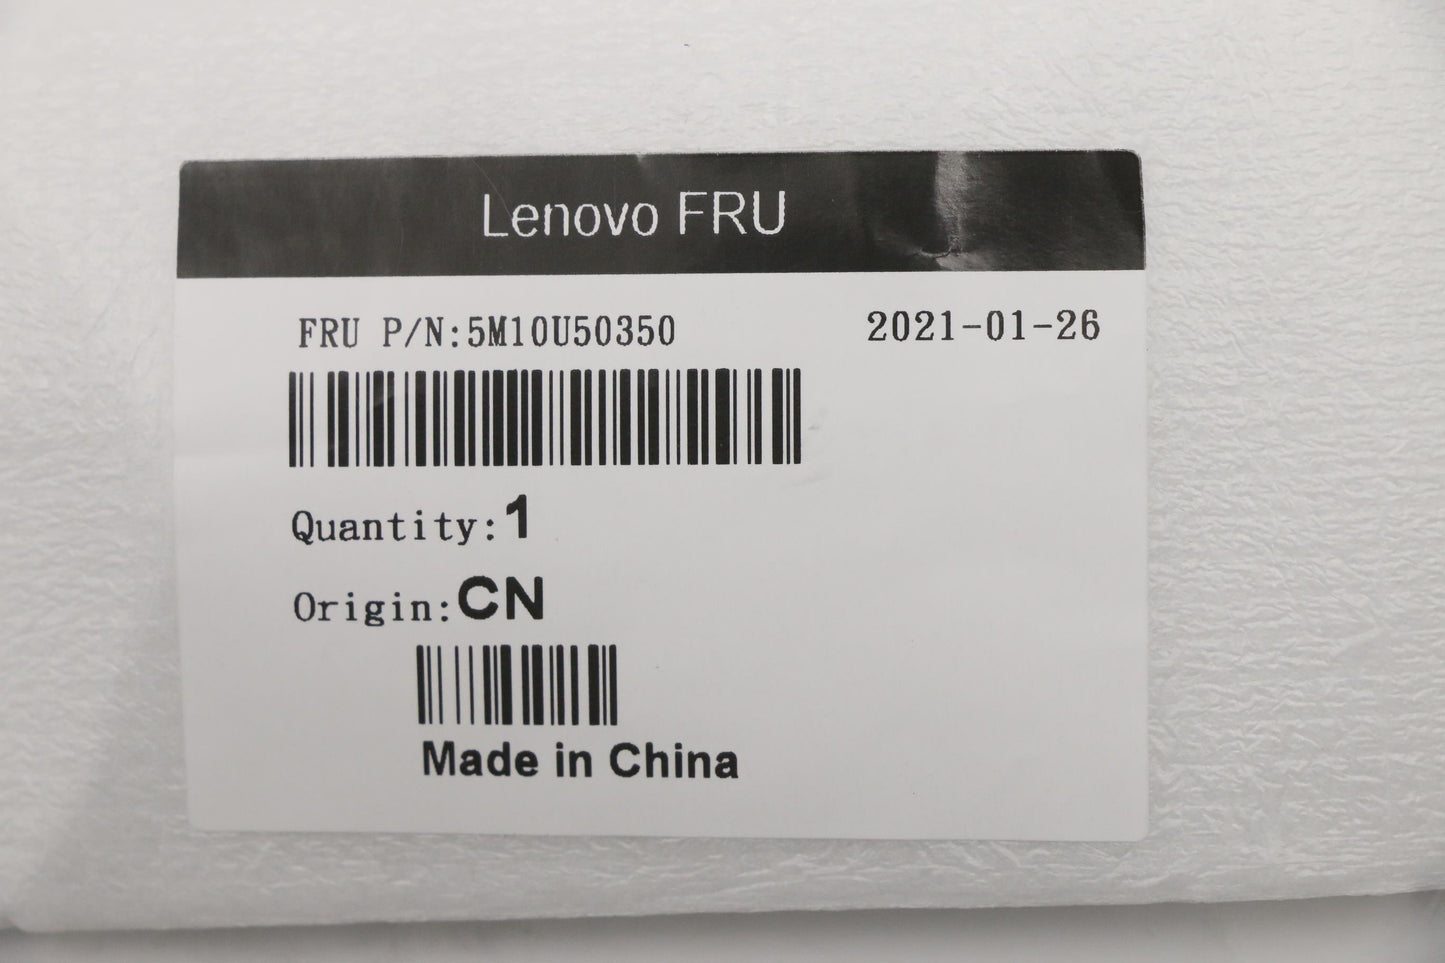 Lenovo FRU
FRU P/N:5M10U50350 2021-01-26
Quantity:1
Origin:CN
Made in China